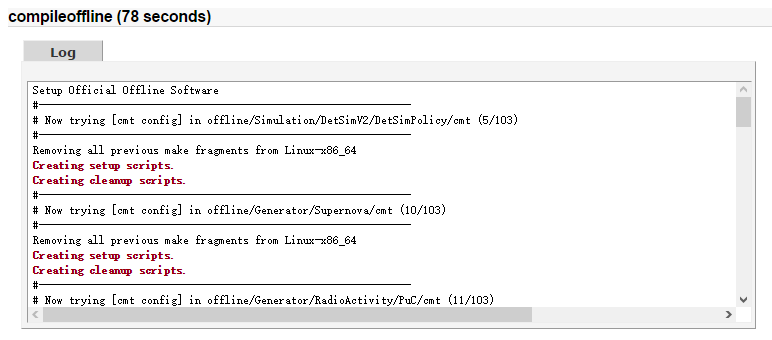 compileoffline (78 seconds)
Log
Setup Official Offline Software
#----------------------------------------------------------------
# Now trying [cmt config] in offline/Simulation/DetSimV2/DetSimPolicy/cmt (5/103)
#----------------------------------------------------------------
Removing all previous make fragments from Linux-x86_64
Creating setup scripts.
Creating cleanup scripts.
#----------------------------------------------------------------
# Now trying [cmt config] in offline/Generator/Supernova/cmt (10/103)
#----------------------------------------------------------------
Removing all previous make fragments from Linux-x86_64
Creating setup scripts.
Creating cleanup scripts.
#----------------------------------------------------------------
# Now trying [cmt config] in offline/Generator/RadioActivity/PuC/cmt (11/103)